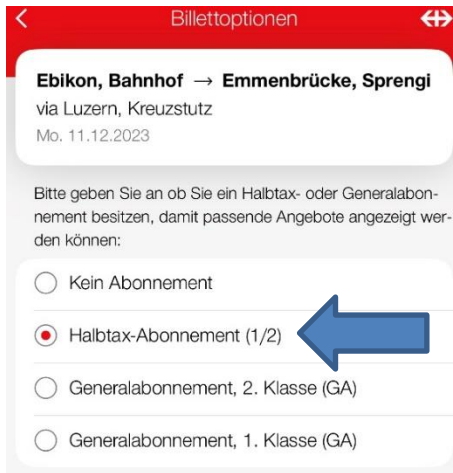 Billettoptionen
Ebikon, Bahnhof → Emmenbrücke, Sprengi
via Luzern, Kreuzstutz
Mo. 11.12.2023
Bitte geben Sie an ob Sie ein Halbtax- oder Generalabon-
nement besitzen, damit passende Angebote angezeigt wer-
den können:
Kein Abonnement
Halbtax-Abonnement (1/2)
Generalabonnement, 2. Klasse (GA)
Generalabonnement, 1. Klasse (GA)